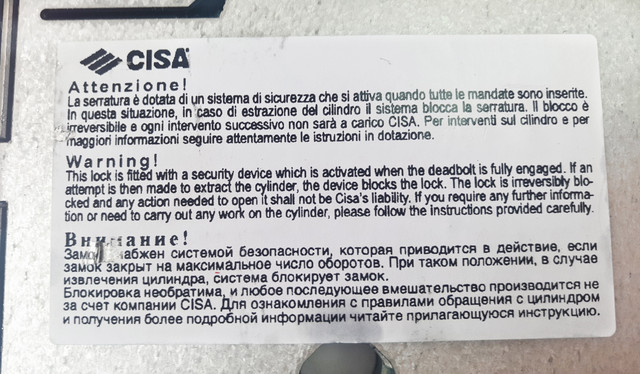 CISA
Attenzione!
La serratura è dotata di un sistema di sicurezza che si attiva quando tutte le mandate sono inserite.
In questa situazione, in caso di estrazione del cilindro il sistema blocca la serratura. Il blocco è
irreversibile e ogni intervento successivo non sarà a carico CISA. Per interventi sul cilindro e per
maggiori informazioni seguire attentamente le istruzioni in dotazione.
Warning!
This lock is fitted with a security device which is activated when the deadbolt is fully engaged. If an
attempt is then made to extract the cylinder, the device blocks the lock. The lock is irreversibly blo-
cked and any action needed to open it shall not be Cisa's liability. If you require any further informa-
tion or need to carry out any work on the cylinder, please follow the instructions provided carefully.
Внимание!
Замок снабжен системой безопасности, которая приводится в действие, если
замок закрыт на максимальное число оборотов. При таком положении, в случае
извлечения цилиндра, система блокирует замок.
Блокировка необратима, и любое последующее вмешательство производится не
за счет компании CISA. Для ознакомления с правилами обращения с цилиндром
и получения более подробной информации читайте прилагающуюся инструкцию.